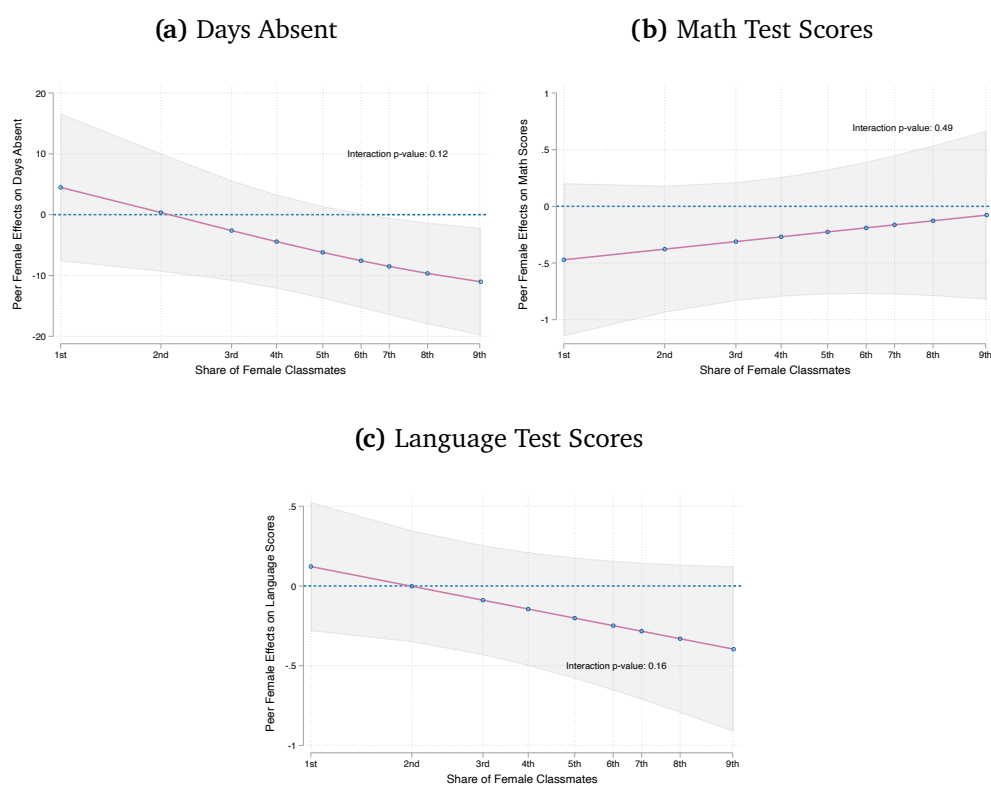 (a) Days Absent
Peer Female Effects on Days Absent
20
10
0
-10
-20
Interaction p-value: 0.12
1st 2nd 3rd 4th 5th 6th 7th 8th 9th
Share of Female Classmates
(b) Math Test Scores
Peer Female Effects on Math Scores
1
.5
0
-.5
-1
Interaction p-value: 0.49
1st 2nd 3rd 4th 5th 6th 7th 8th 9th
Share of Female Classmates
(c) Language Test Scores
Peer Female Effects on Language Scores
.5
0
-.5
-1
Interaction p-value: 0.16
1st 2nd 3rd 4th 5th 6th 7th 8th 9th
Share of Female Classmates